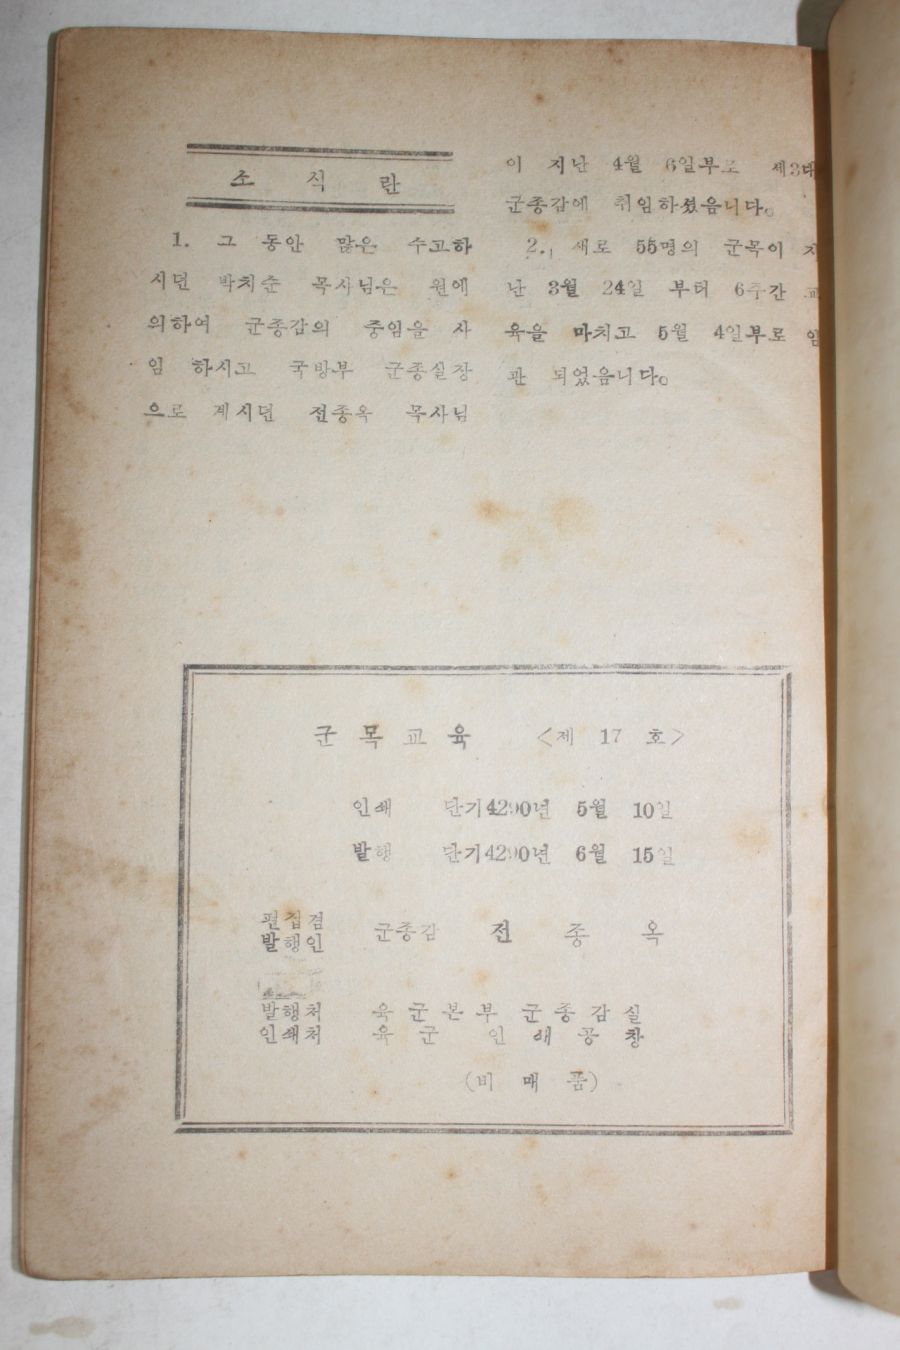 소 식 란
1. 그 동안 많은 수고하
시던 박치순 목사님은 원에
의하여 군종감의 중임을 사
임 하시고 국방부 군종실장
으로 계시던 전종옥 목사님
이 지난 4월 6일부로 제3대
군종감에 취임하셨음니다。
2. 새로 55명의 군목이 지
난 3월 24일 부터 6주간 교
육을 마치고 5월 4일부로 임
관 되었음니다。
군 목 교 육 <제 17 호>
인쇄 단기4290년 5월 10일
발행 단기4290년 6월 15일
편집겸
발행인 군종감 전 종 옥
발행처 육 군 본 부 군 종 감 실
인쇄처 육 군 인 쇄 공 창
(비 매 품)